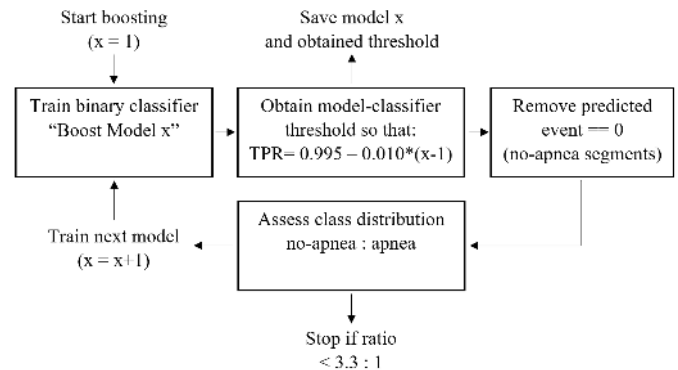 Start boosting
(x = 1)
Save model x
and obtained threshold
Train binary classifier
“Boost Model x”
Obtain model-classifier
threshold so that:
TPR= 0.995 – 0.010*(x-1)
Remove predicted
event == 0
(no-apnea segments)
Assess class distribution
no-apnea : apnea
Train next model
(x = x+1)
Stop if ratio
< 3.3 : 1